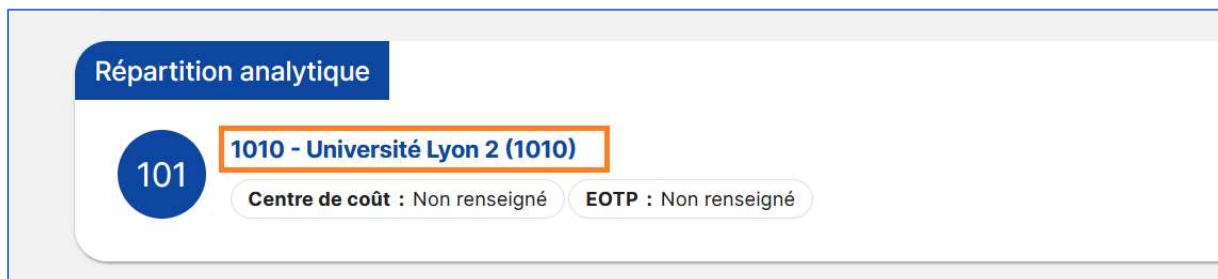 Répartition analytique
101
1010 - Université Lyon 2 (1010)
Centre de coût : Non renseigné EOTP : Non renseigné